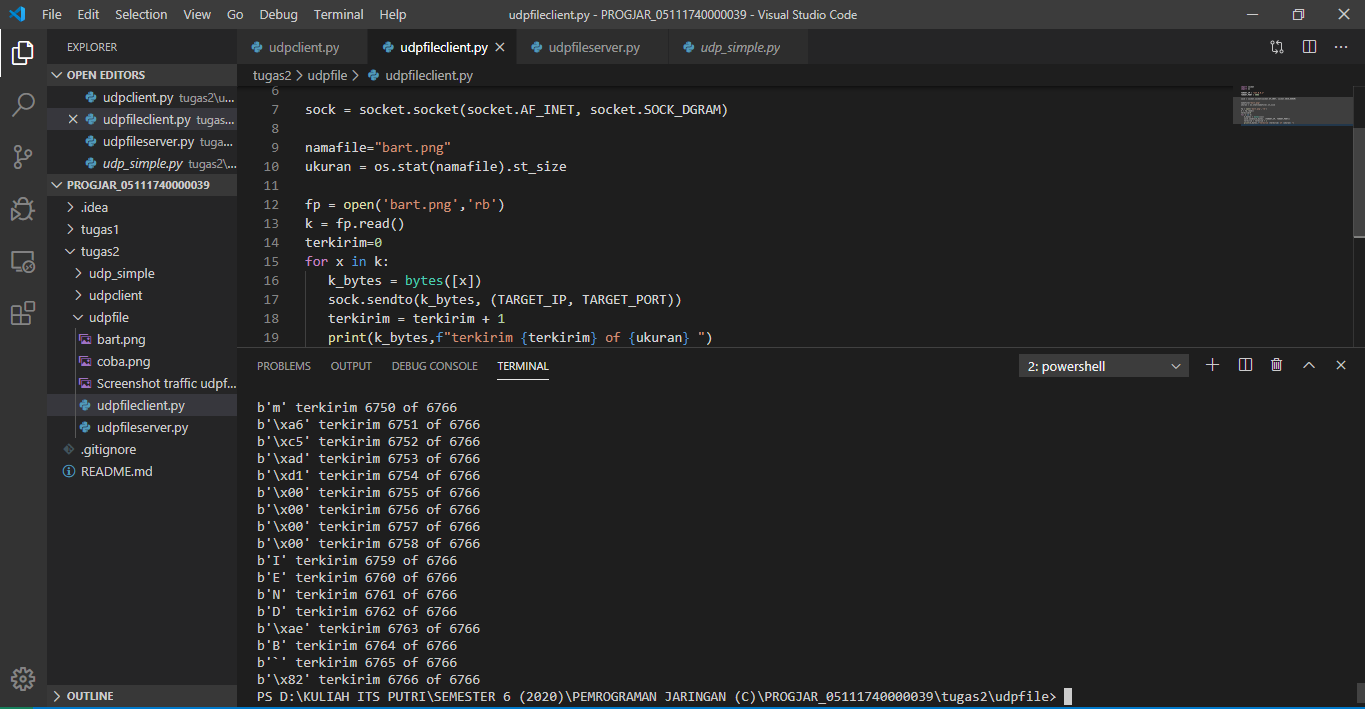 File Edit Selection View Go Debug Terminal Help
udpfileclient.py - PROGJAR_05111740000039 - Visual Studio Code
EXPLORER
OPEN EDITORS
udpclient.py tugas2\u...
udpfileclient.py tugas...
udpfileserver.py tuga...
udp_simple.py tugas2\...
PROGJAR_05111740000039
.idea
tugas1
tugas2
udp_simple
udpclient
udpfile
bart.png
coba.png
Screenshot traffic udpf...
udpfileclient.py
udpfileserver.py
.gitignore
README.md
OUTLINE
udpclient.py udpfileclient.py udpfileserver.py udp_simple.py
tugas2 > udpfile > udpfileclient.py
6
7 sock = socket.socket(socket.AF_INET, socket.SOCK_DGRAM)
8
9 namafile="bart.png"
10 ukuran = os.stat(namafile).st_size
11
12 fp = open('bart.png','rb')
13 k = fp.read()
14 terkirim=0
15 for x in k:
16 k_bytes = bytes([x])
17 sock.sendto(k_bytes, (TARGET_IP, TARGET_PORT))
18 terkirim = terkirim + 1
19 print(k_bytes,f"terkirim {terkirim} of {ukuran} ")
PROBLEMS OUTPUT DEBUG CONSOLE TERMINAL
2: powershell
b'm' terkirim 6750 of 6766
b'\xa6' terkirim 6751 of 6766
b'\xc5' terkirim 6752 of 6766
b'\xad' terkirim 6753 of 6766
b'\xd1' terkirim 6754 of 6766
b'\x00' terkirim 6755 of 6766
b'\x00' terkirim 6756 of 6766
b'\x00' terkirim 6757 of 6766
b'\x00' terkirim 6758 of 6766
b'I' terkirim 6759 of 6766
b'E' terkirim 6760 of 6766
b'N' terkirim 6761 of 6766
b'D' terkirim 6762 of 6766
b'\xae' terkirim 6763 of 6766
b'B' terkirim 6764 of 6766
b'`' terkirim 6765 of 6766
b'\x82' terkirim 6766 of 6766
PS D:\KULIAH ITS PUTRI\SEMESTER 6 (2020)\PEMROGRAMAN JARINGAN (C)\PROGJAR_05111740000039\tugas2\udpfile>